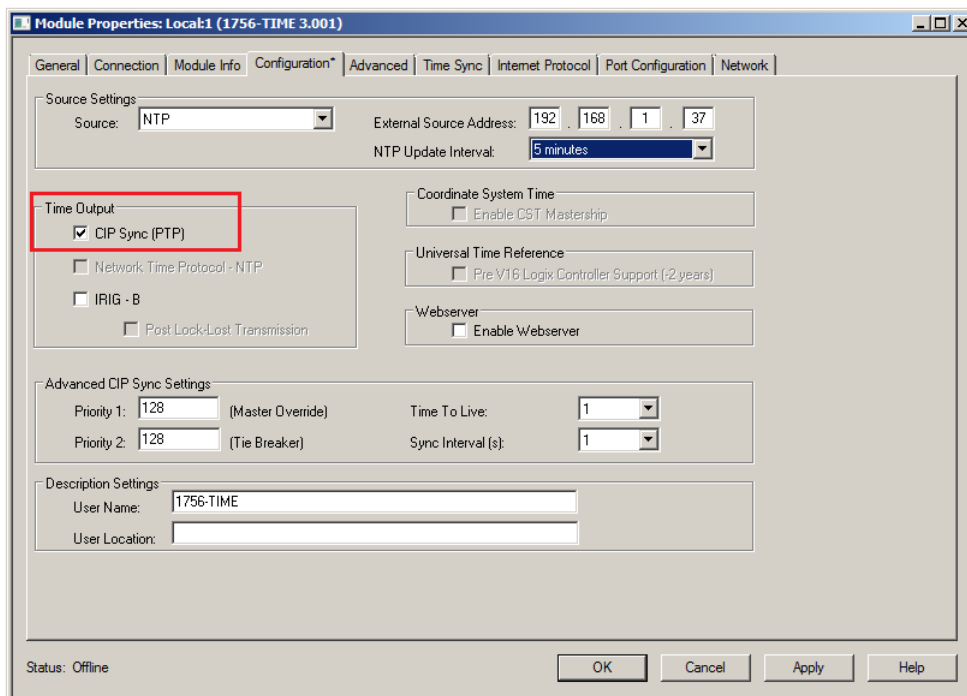 Module Properties: Local:1 (1756-TIME 3.001)
General Connection Module Info Configuration* Advanced Time Sync Internet Protocol Port Configuration Network
Source Settings
Source: NTP
External Source Address: 192 . 168 . 1 . 37
NTP Update Interval: 5 minutes
Time Output
CIP Sync (PTP)
Network Time Protocol - NTP
IRIG - B
Post Lock-Lost Transmission
Coordinate System Time
Enable CST Mastership
Universal Time Reference
Pre V16 Logix Controller Support (-2 years)
Webserver
Enable Webserver
Advanced CIP Sync Settings
Priority 1: 128 (Master Override)
Priority 2: 128 (Tie Breaker)
Time To Live: 1
Sync Interval (s): 1
Description Settings
User Name: 1756-TIME
User Location:
Status: Offline
OK Cancel Apply Help